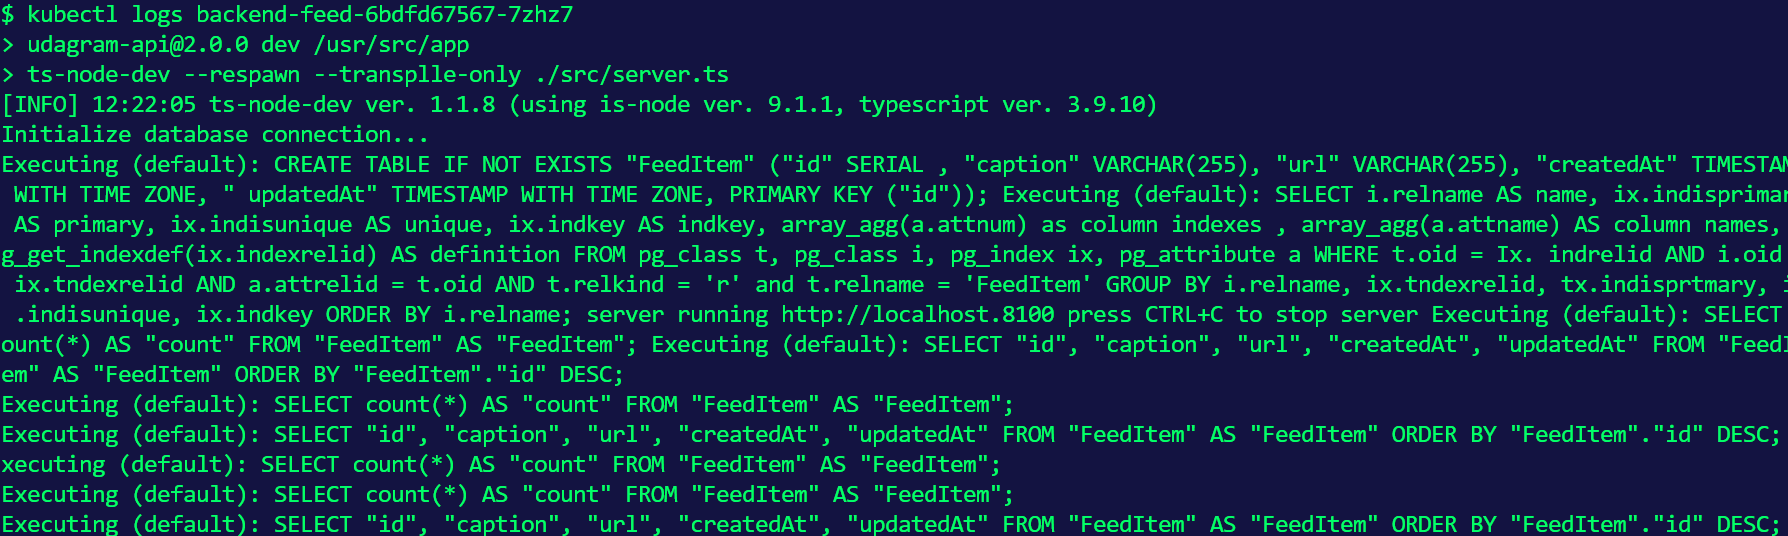 $ kubectl logs backend-feed-6bdfd67567-7zhz7
> udagram-api@2.0.0 dev /usr/src/app
> ts-node-dev --respawn --transplle-only ./src/server.ts
[INFO] 12:22:05 ts-node-dev ver. 1.1.8 (using is-node ver. 9.1.1, typescript ver. 3.9.10)
Initialize database connection...
Executing (default): CREATE TABLE IF NOT EXISTS "FeedItem" ("id" SERIAL , "caption" VARCHAR(255), "url" VARCHAR(255), "createdAt" TIMESTAM
WITH TIME ZONE, " updatedAt" TIMESTAMP WITH TIME ZONE, PRIMARY KEY ("id")); Executing (default): SELECT i.relname AS name, ix.indisprimar
AS primary, ix.indisunique AS unique, ix.indkey AS indkey, array_agg(a.attnum) as column indexes , array_agg(a.attname) AS column names,
g_get_indexdef(ix.indexrelid) AS definition FROM pg_class t, pg_class i, pg_index ix, pg_attribute a WHERE t.oid = Ix. indrelid AND i.oid
ix.tndexrelid AND a.attrelid = t.oid AND t.relkind = 'r' and t.relname = 'FeedItem' GROUP BY i.relname, ix.tndexrelid, tx.indisprtmary, i
.indisunique, ix.indkey ORDER BY i.relname; server running http://localhost.8100 press CTRL+C to stop server Executing (default): SELECT
ount(*) AS "count" FROM "FeedItem" AS "FeedItem"; Executing (default): SELECT "id", "caption", "url", "createdAt", "updatedAt" FROM "FeedI
em" AS "FeedItem" ORDER BY "FeedItem"."id" DESC;
Executing (default): SELECT count(*) AS "count" FROM "FeedItem" AS "FeedItem";
Executing (default): SELECT "id", "caption", "url", "createdAt", "updatedAt" FROM "FeedItem" AS "FeedItem" ORDER BY "FeedItem"."id" DESC;
xecuting (default): SELECT count(*) AS "count" FROM "FeedItem" AS "FeedItem";
Executing (default): SELECT count(*) AS "count" FROM "FeedItem" AS "FeedItem";
Executing (default): SELECT "id", "caption", "url", "createdAt", "updatedAt" FROM "FeedItem" AS "FeedItem" ORDER BY "FeedItem"."id" DESC;